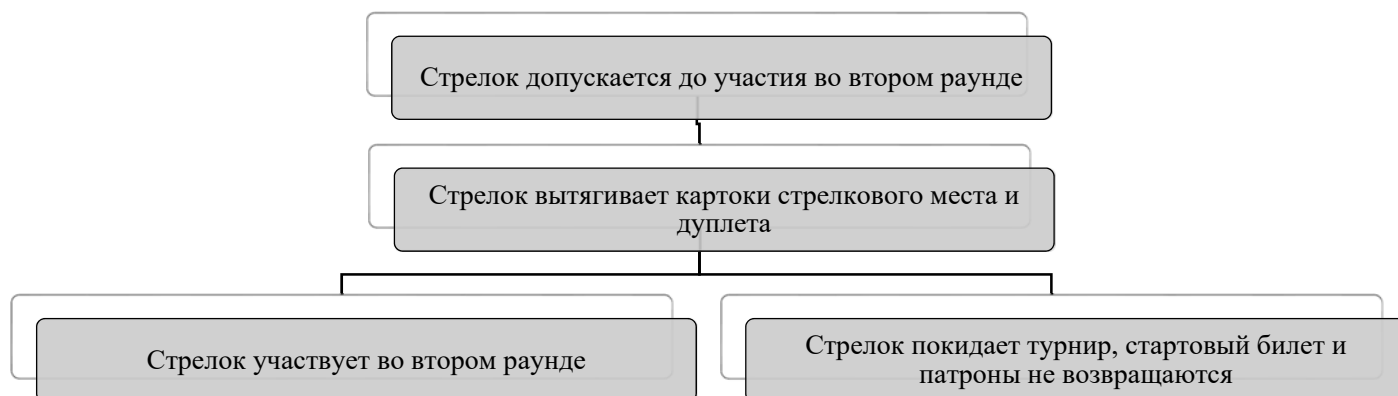 Стрелок допускается до участия во втором раунде
Стрелок вытягивает картоки стрелкового места и
дуплета
Стрелок участвует во втором раунде
Стрелок покидает турнир, стартовый билет и
патроны не возвращаются